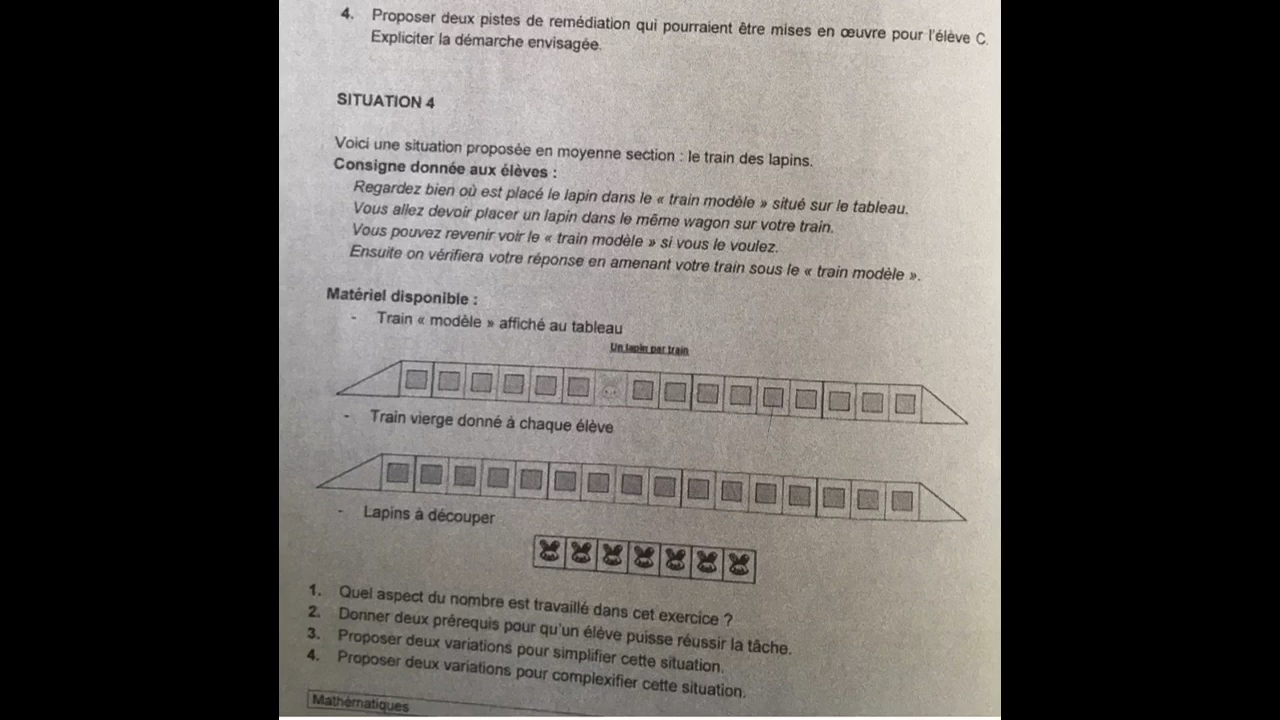 4. Proposer deux pistes de remédiation qui pourraient être mises en œuvre pour l'élève C.
Expliciter la démarche envisagée.
SITUATION 4
Voici une situation proposée en moyenne section : le train des lapins.
Consigne donnée aux élèves :
Regardez bien où est placé le lapin dans le « train modèle » situé sur le tableau.
Vous allez devoir placer un lapin dans le même wagon sur votre train.
Vous pouvez revenir voir le « train modèle » si vous le voulez.
Ensuite on vérifiera votre réponse en amenant votre train sous le « train modèle ».
Matériel disponible :
- Train « modèle » affiché au tableau
Un lapin par train
- Train vierge donné à chaque élève
- Lapins à découper
1. Quel aspect du nombre est travaillé dans cet exercice ?
2. Donner deux prérequis pour qu'un élève puisse réussir la tâche.
3. Proposer deux variations pour simplifier cette situation.
4. Proposer deux variations pour complexifier cette situation.
Mathématiques